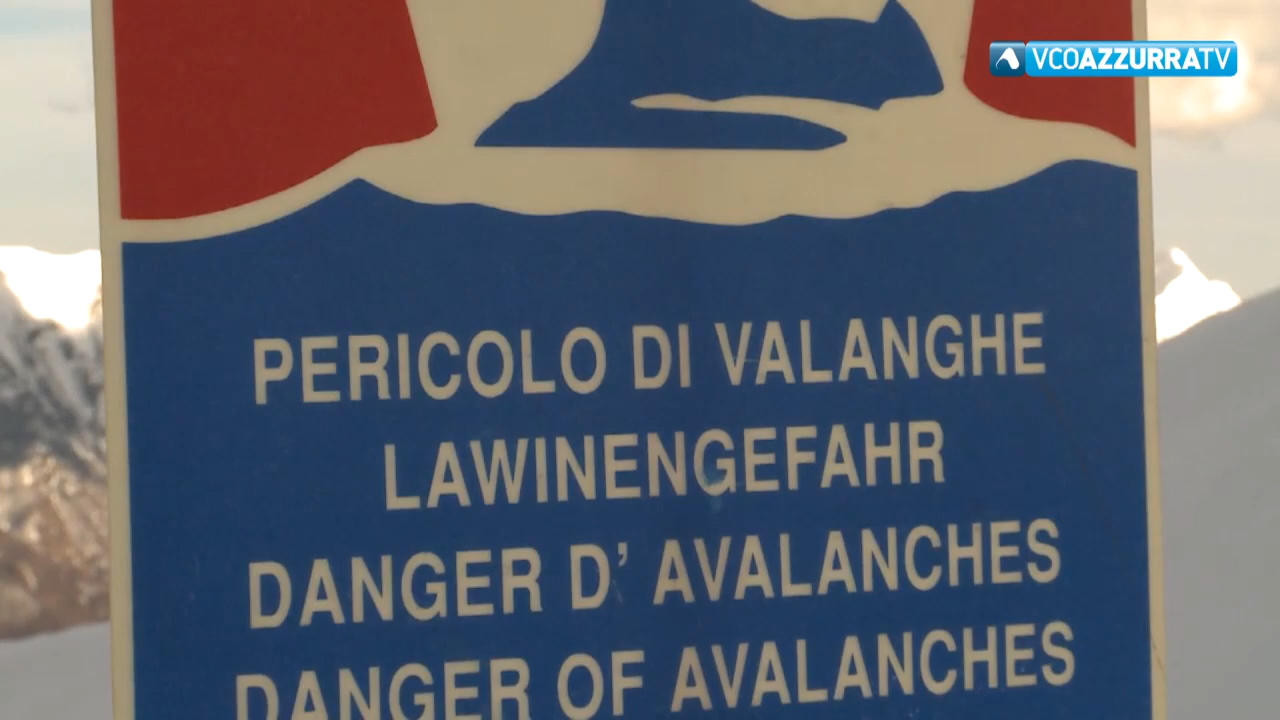 VCOAZZURRATV
PERICOLO DI VALANGHE
LAWINENGEFAHR
DANGER D' AVALANCHES
DANGER OF AVALANCHES